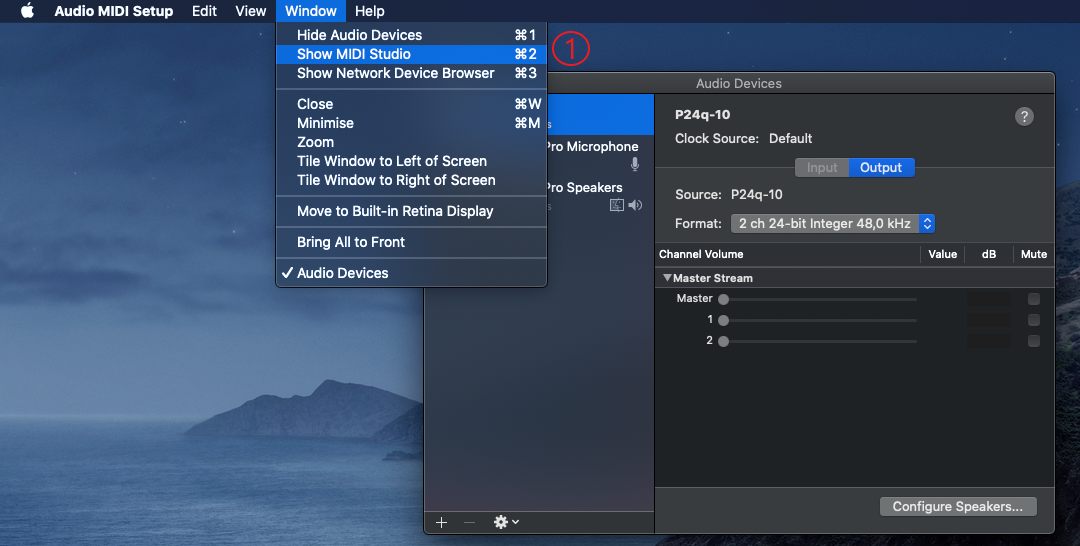 Audio MIDI Setup Edit View Window Help
Hide Audio Devices ⌘1
Show MIDI Studio ⌘2
Show Network Device Browser ⌘3
Close ⌘W
Minimise ⌘M
Zoom
Tile Window to Left of Screen
Tile Window to Right of Screen
Move to Built-in Retina Display
Bring All to Front
✓ Audio Devices
1
Audio Devices
s
Pro Microphone
Pro Speakers
s
P24q-10
?
Clock Source: Default
Input Output
Source: P24q-10
Format: 2 ch 24-bit Integer 48,0 kHz
Channel Volume Value dB Mute
Master Stream
Master
1
2
Configure Speakers...